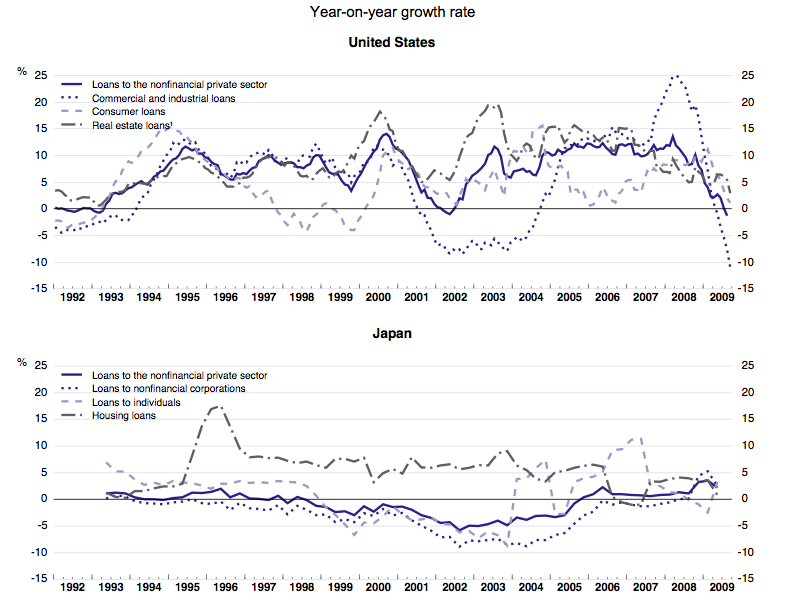 Year-on-year growth rate
United States
%
25 25
20 20
15 15
10 10
5 5
0 0
-5 -5
-10 -10
-15 -15
Loans to the nonfinancial private sector
Commercial and industrial loans
Consumer loans
Real estate loans¹
1992 1993 1994 1995 1996 1997 1998 1999 2000 2001 2002 2003 2004 2005 2006 2007 2008 2009
Japan
%
25 25
20 20
15 15
10 10
5 5
0 0
-5 -5
-10 -10
-15 -15
Loans to the nonfinancial private sector
Loans to nonfinancial corporations
Loans to individuals
Housing loans
1992 1993 1994 1995 1996 1997 1998 1999 2000 2001 2002 2003 2004 2005 2006 2007 2008 2009